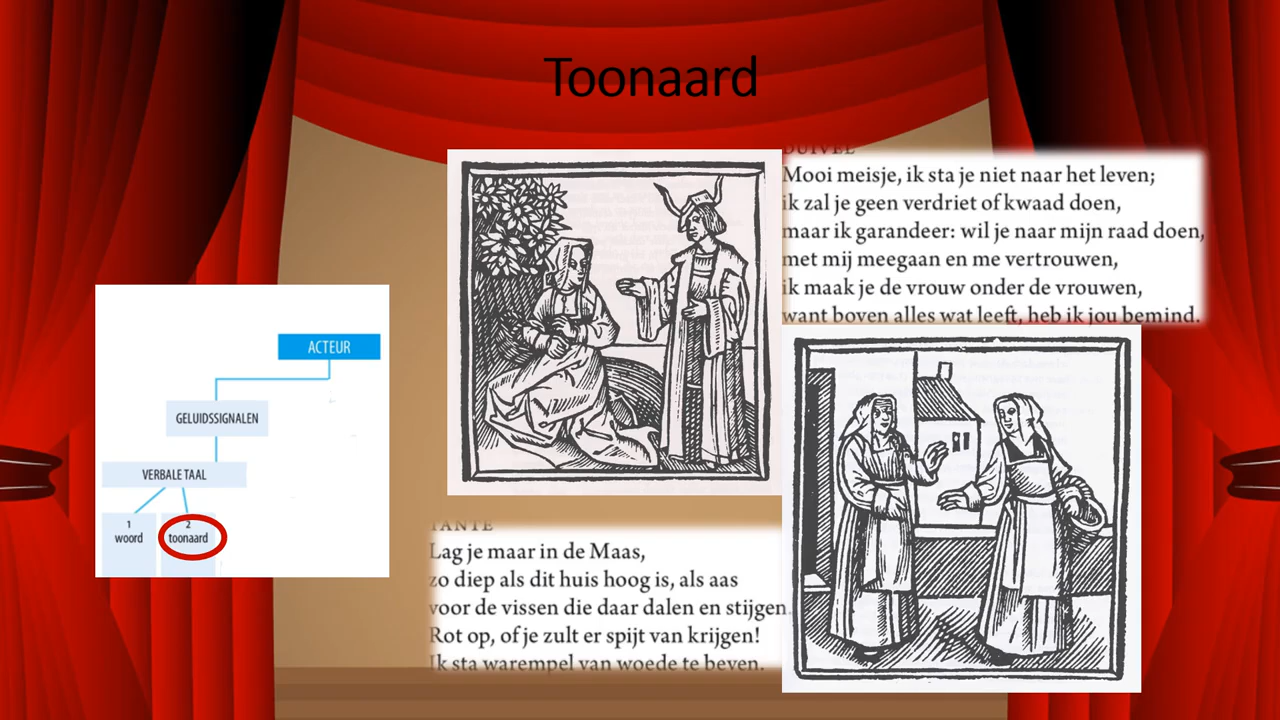 Toonaard
ACTEUR
GELUIDSSIGNALEN
VERBALE TAAL
1
woord
2
toonaard
DUIVEL
Mooi meisje, ik sta je niet naar het leven;
ik zal je geen verdriet of kwaad doen,
maar ik garandeer: wil je naar mijn raad doen,
met mij meegaan en me vertrouwen,
ik maak je de vrouw onder de vrouwen,
want boven alles wat leeft, heb ik jou bemind.
TANTE
Lag je maar in de Maas,
zo diep als dit huis hoog is, als aas
voor de vissen die daar dalen en stijgen.
Rot op, of je zult er spijt van krijgen!
Ik sta warempel van woede te beven.